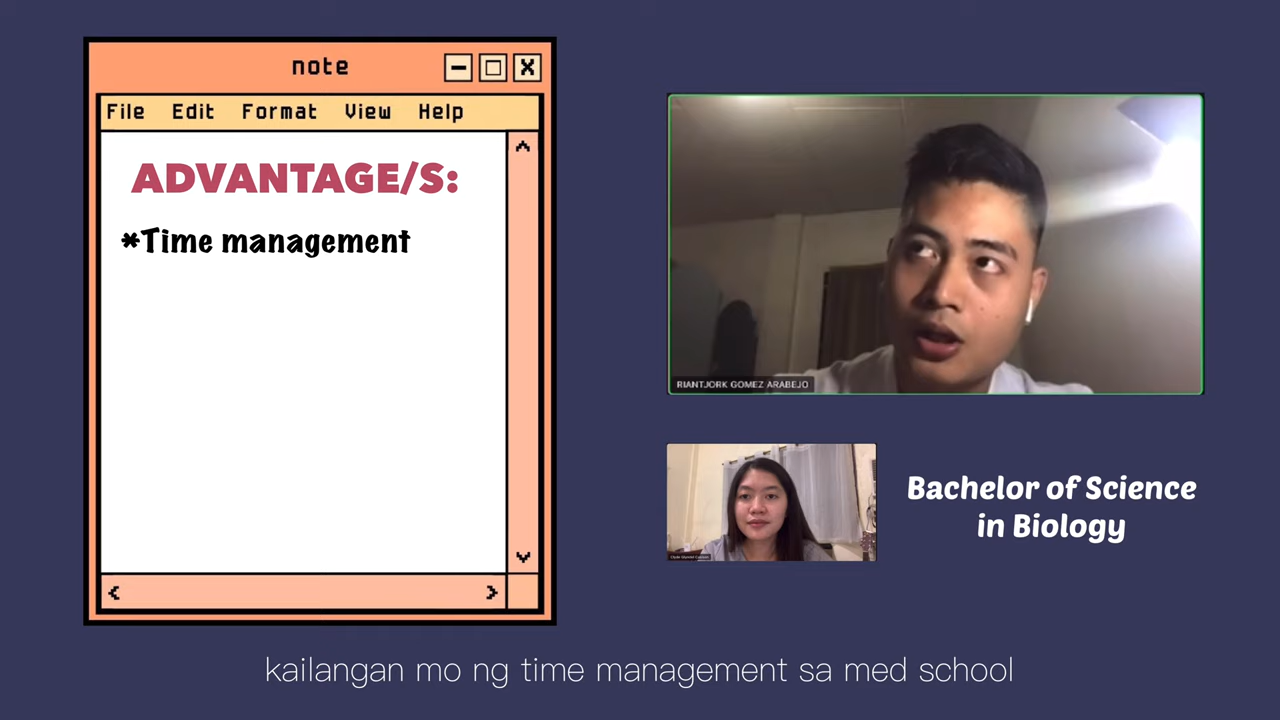 note
File Edit Format View Help
ADVANTAGE/S:
*Time management
RIANTJORK GOMEZ ARABEJO
Bachelor of Science
in Biology
kailangan mo ng time management sa med school